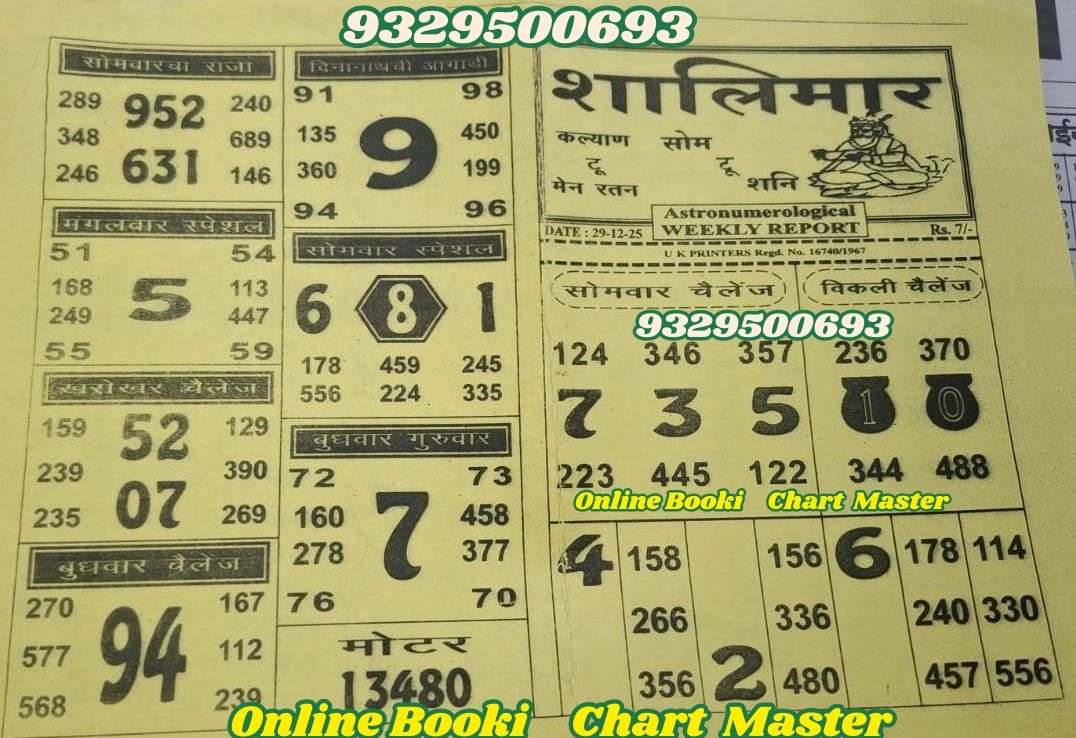 9329500693
सोमवारचा राजा
289 952 240
348 689
246 631 146
मंगलवार स्पेशल
51 54
168 5 113
249 447
55 59
खरोखर चैलेंज
159 52 129
239 390
235 07 269
बुधवार चैलेंज
270 167
577 94 112
568 239
दिनानाथची आगाडी
91 98
135 9 450
360 199
94 96
सोमवार स्पेशल
6 8 1
178 459 245
556 224 335
बुधवार गुरुवार
72 73
160 7 458
278 377
76 70
मोटर
13480
शालिमार
कल्याण सोम
टू टू
मेन रतन शनि
Astronumerological
DATE : 29-12-25 WEEKLY REPORT Rs. 7/-
U K PRINTERS Regd. No. 16740/1967
सोमवार चैलेंज विकली चैलेंज
9329500693
124 346 357 236 370
7 3 5 1 0
223 445 122 344 488
Online Booki Chart Master
4 158 156 6 178 114
266 336 240 330
356 2 480 457 556
Online Booki Chart Master